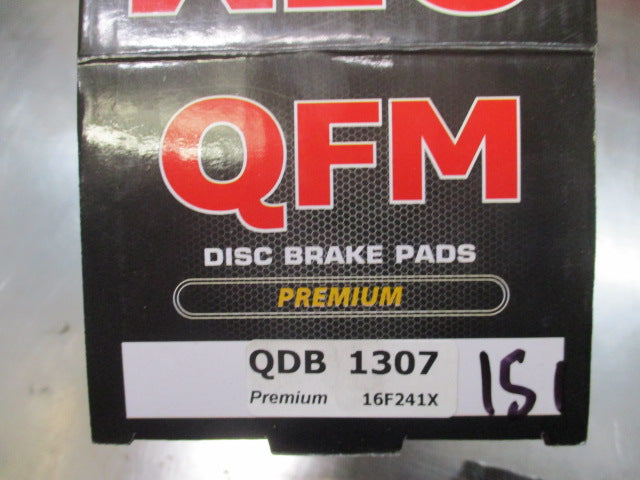 QFM
DISC BRAKE PADS
PREMIUM
QDB 1307
Premium 16F241X